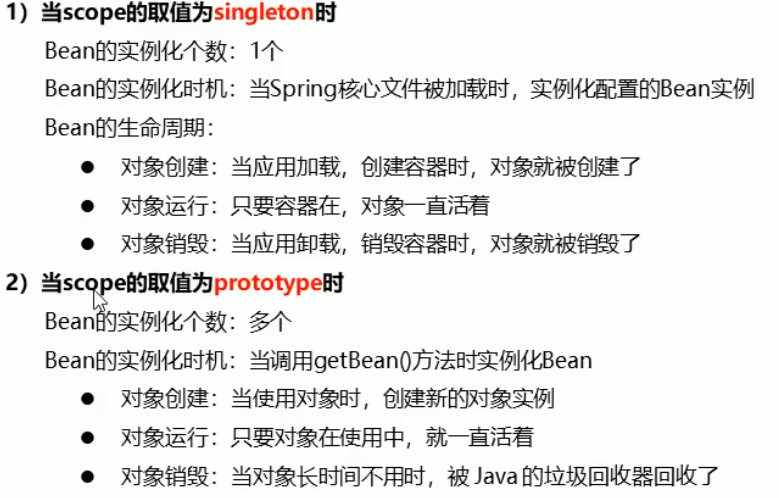 1）当scope的取值为singleton时
Bean的实例化个数：1个
Bean的实例化时机：当Spring核心文件被加载时，实例化配置的Bean实例
Bean的生命周期：
● 对象创建：当应用加载，创建容器时，对象就被创建了
● 对象运行：只要容器在，对象一直活着
● 对象销毁：当应用卸载，销毁容器时，对象就被销毁了
2）当scope的取值为prototype时
Bean的实例化个数：多个
Bean的实例化时机：当调用getBean()方法时实例化Bean
● 对象创建：当使用对象时，创建新的对象实例
● 对象运行：只要对象在使用中，就一直活着
● 对象销毁：当对象长时间不用时，被 Java 的垃圾回收器回收了